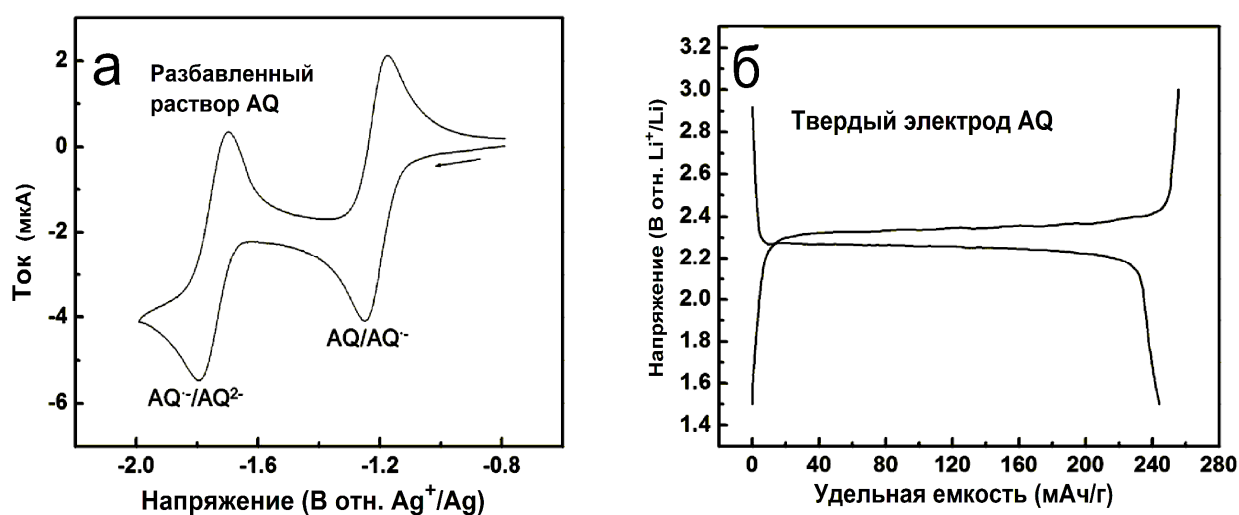 а
Разбавленный
раствор AQ
2
0
-2
-4
-6
Ток (мкА)
AQ/AQ·-
AQ·-/AQ2-
-2.0 -1.6 -1.2 -0.8
Напряжение (В отн. Ag+/Ag)
б
Твердый электрод AQ
3.2
3.0
2.8
2.6
2.4
2.2
2.0
1.8
1.6
1.4
Напряжение (В отн. Li+/Li)
0 40 80 120 160 200 240 280
Удельная емкость (мАч/г)